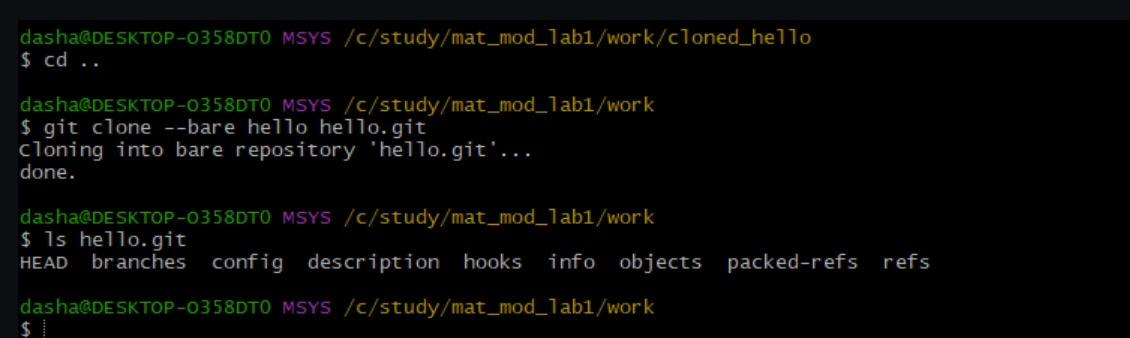 dasha@DESKTOP-O358DT0 MSYS /c/study/mat_mod_lab1/work/cloned_hello
$ cd ..
dasha@DESKTOP-O358DT0 MSYS /c/study/mat_mod_lab1/work
$ git clone --bare hello hello.git
Cloning into bare repository 'hello.git'...
done.
dasha@DESKTOP-O358DT0 MSYS /c/study/mat_mod_lab1/work
$ ls hello.git
HEAD  branches  config  description  hooks  info  objects  packed-refs  refs
dasha@DESKTOP-O358DT0 MSYS /c/study/mat_mod_lab1/work
$